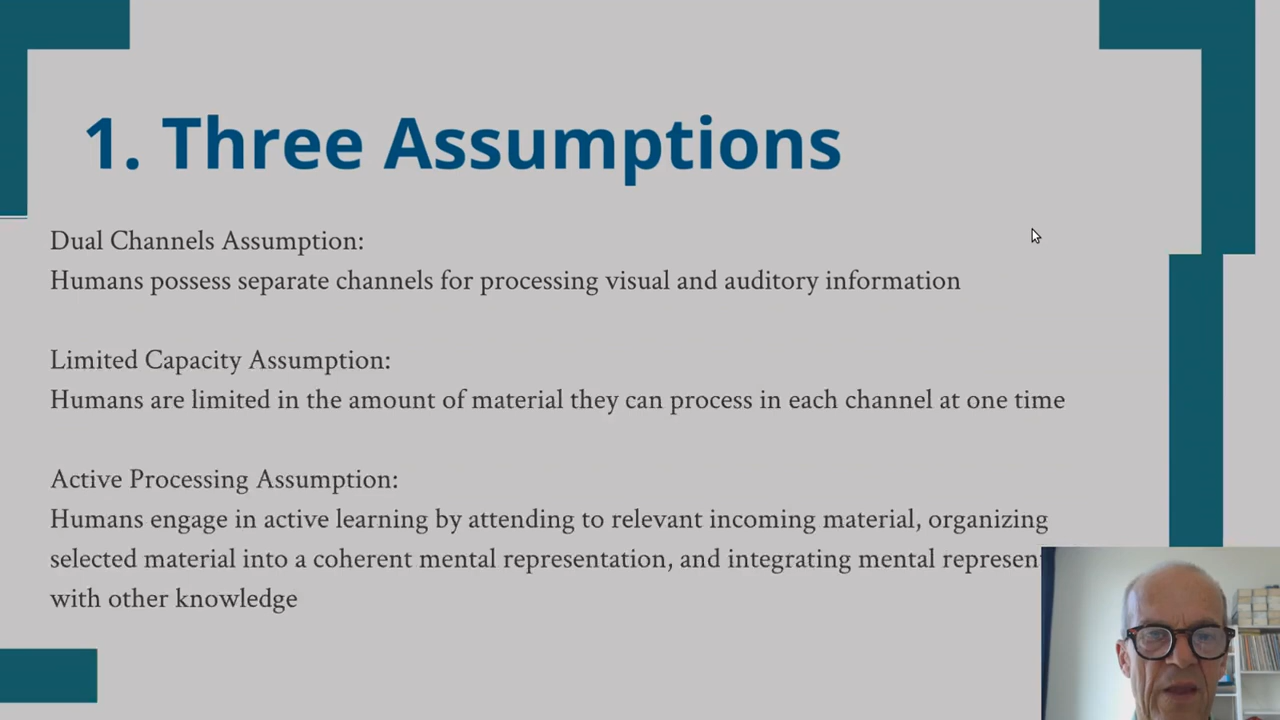 1. Three Assumptions
Dual Channels Assumption:
Humans possess separate channels for processing visual and auditory information
Limited Capacity Assumption:
Humans are limited in the amount of material they can process in each channel at one time
Active Processing Assumption:
Humans engage in active learning by attending to relevant incoming material, organizing
selected material into a coherent mental representation, and integrating mental
with other knowledge